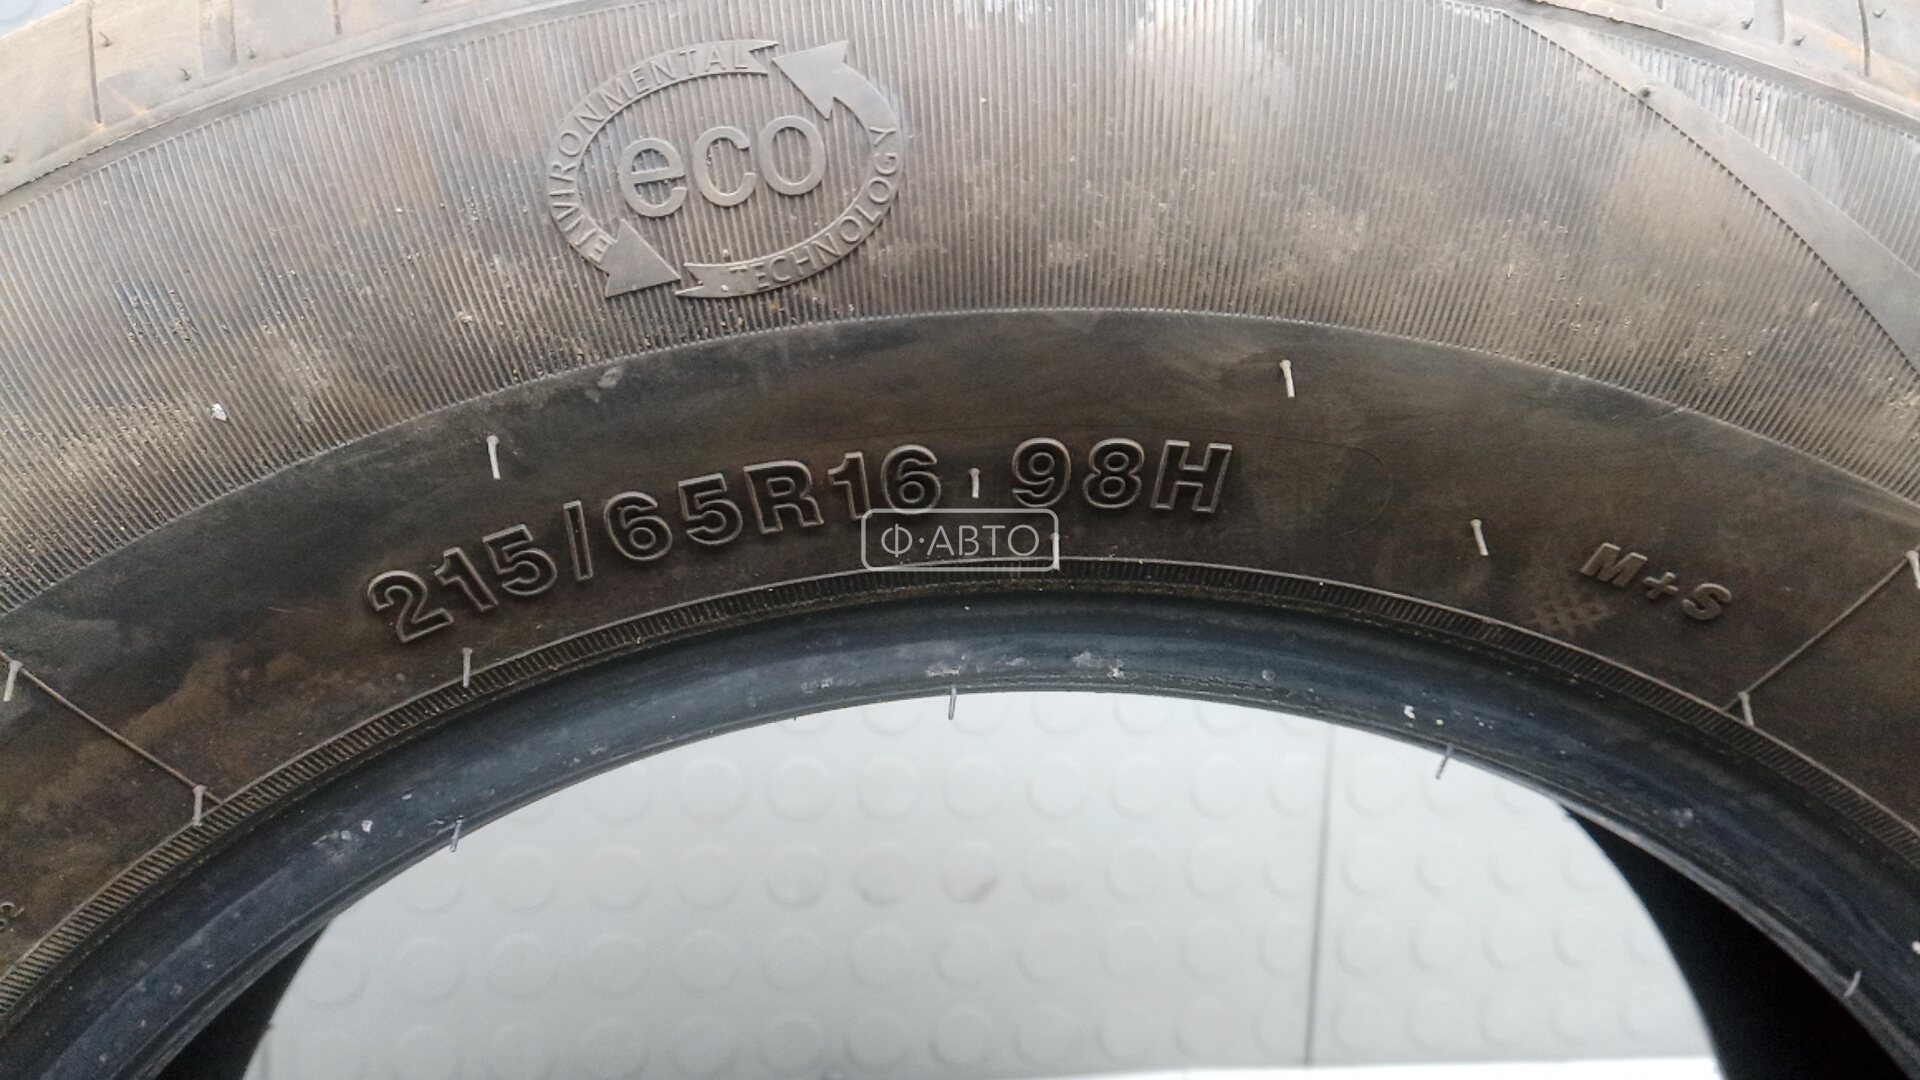 ENVIRONMENTAL
eco
TECHNOLOGY
215/65R16 98H
Ф·АВТО
M+S